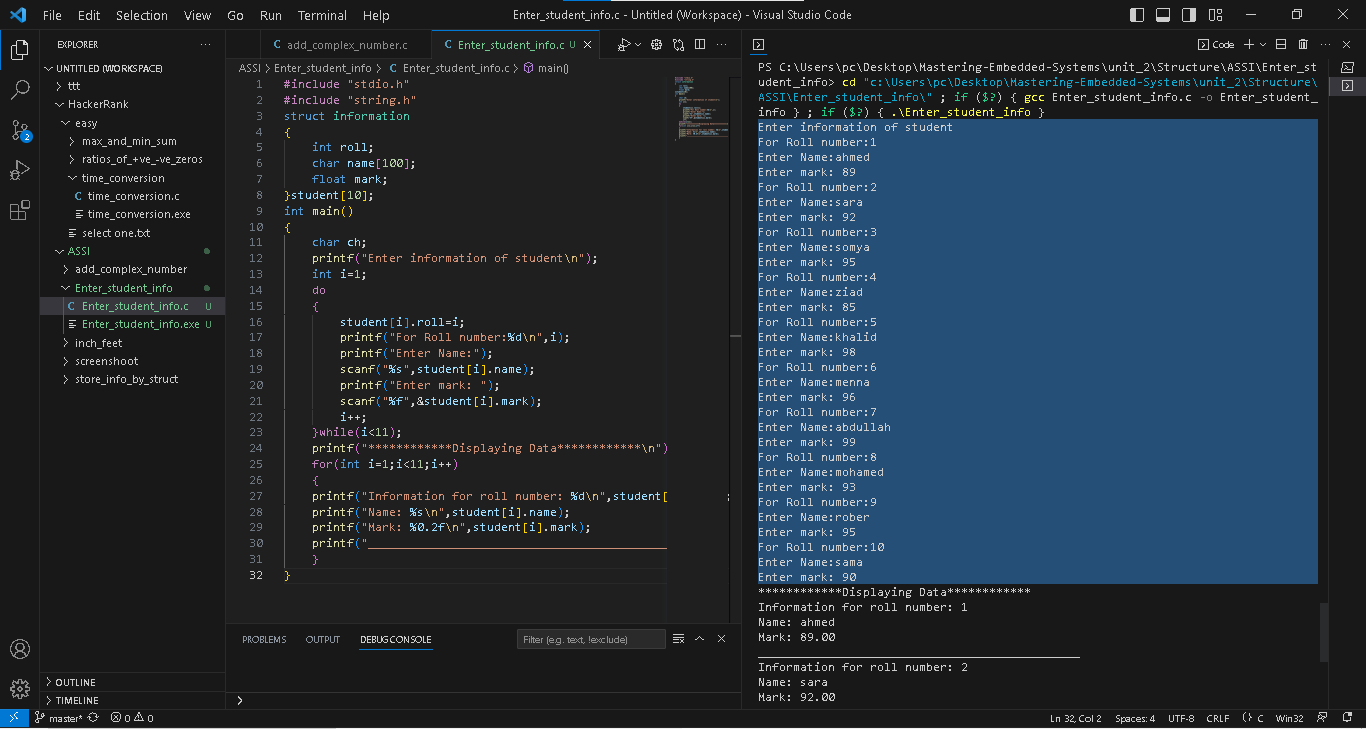 File Edit Selection View Go Run Terminal Help
Enter_student_info.c - Untitled (Workspace) - Visual Studio Code
EXPLORER
UNTITLED (WORKSPACE)
ttt
HackerRank
easy
max_and_min_sum
ratios_of_+ve_-ve_zeros
time_conversion
C time_conversion.c
time_conversion.exe
select one.txt
ASSI
add_complex_number
Enter_student_info
C Enter_student_info.c U
Enter_student_info.exe U
inch_feet
screenshoot
store_info_by_struct
OUTLINE
TIMELINE
2
C add_complex_number.c
C Enter_student_info.c U
ASSI > Enter_student_info > C Enter_student_info.c > main()
1 #include "stdio.h"
2 #include "string.h"
3 struct information
4 {
5 int roll;
6 char name[100];
7 float mark;
8 }student[10];
9 int main()
10 {
11 char ch;
12 printf("Enter information of student\n");
13 int i=1;
14 do
15 {
16 student[i].roll=i;
17 printf("For Roll number:%d\n",i);
18 printf("Enter Name:");
19 scanf("%s",student[i].name);
20 printf("Enter mark: ");
21 scanf("%f",&student[i].mark);
22 i++;
23 }while(i<11);
24 printf("************Displaying Data************\n")
25 for(int i=1;i<11;i++)
26 {
27 printf("Information for roll number: %d\n",student[ ;
28 printf("Name: %s\n",student[i].name);
29 printf("Mark: %0.2f\n",student[i].mark);
30 printf("___________________________________________
31 }
32 }
PROBLEMS OUTPUT DEBUG CONSOLE
Filter (e.g. text, !exclude)
>
Code
PS C:\Users\pc\Desktop\Mastering-Embedded-Systems\unit_2\Structure\ASSI\Enter_st
udent_info> cd "c:\Users\pc\Desktop\Mastering-Embedded-Systems\unit_2\Structure\
ASSI\Enter_student_info\" ; if ($?) { gcc Enter_student_info.c -o Enter_student_
info } ; if ($?) { .\Enter_student_info }
Enter information of student
For Roll number:1
Enter Name:ahmed
Enter mark: 89
For Roll number:2
Enter Name:sara
Enter mark: 92
For Roll number:3
Enter Name:somya
Enter mark: 95
For Roll number:4
Enter Name:ziad
Enter mark: 85
For Roll number:5
Enter Name:khalid
Enter mark: 98
For Roll number:6
Enter Name:menna
Enter mark: 96
For Roll number:7
Enter Name:abdullah
Enter mark: 99
For Roll number:8
Enter Name:mohamed
Enter mark: 93
For Roll number:9
Enter Name:rober
Enter mark: 95
For Roll number:10
Enter Name:sama
Enter mark: 90
************Displaying Data************
Information for roll number: 1
Name: ahmed
Mark: 89.00
______________________________________________
Information for roll number: 2
Name: sara
Mark: 92.00
master* 0 0
Ln 32, Col 2 Spaces: 4 UTF-8 CRLF {} C Win32